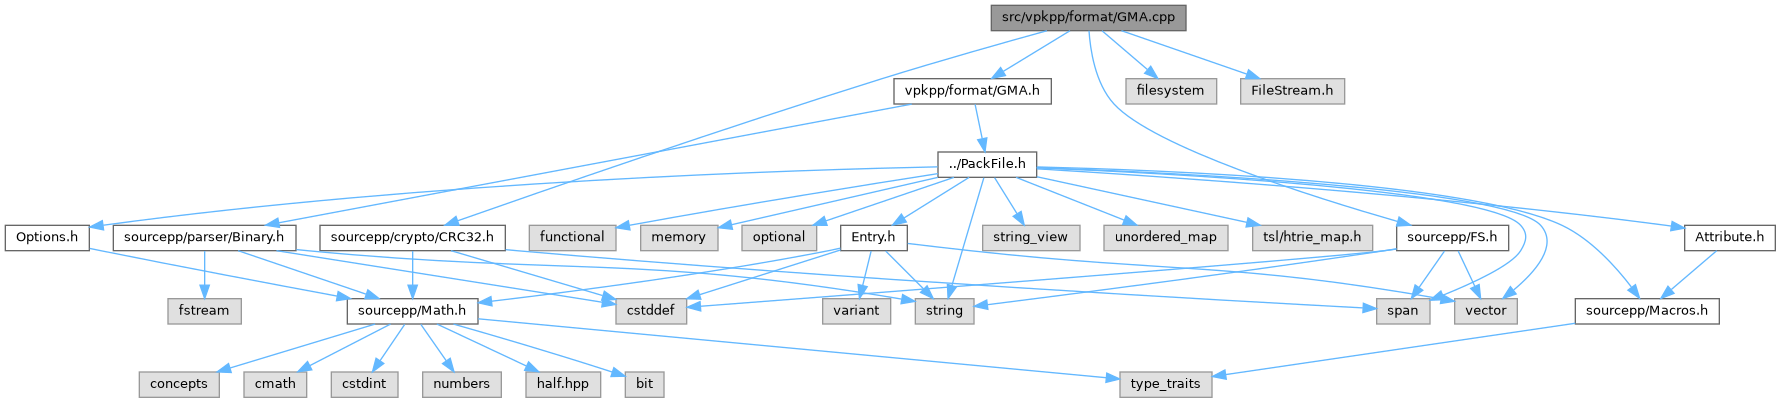 src/vpkpp/format/GMA.cpp
vpkpp/format/GMA.h
filesystem
FileStream.h
../PackFile.h
Options.h
sourcepp/parser/Binary.h
sourcepp/crypto/CRC32.h
functional
memory
optional
Entry.h
string_view
unordered_map
tsl/htrie_map.h
sourcepp/FS.h
Attribute.h
fstream
sourcepp/Math.h
cstddef
variant
string
span
vector
sourcepp/Macros.h
concepts
cmath
cstdint
numbers
half.hpp
bit
type_traits